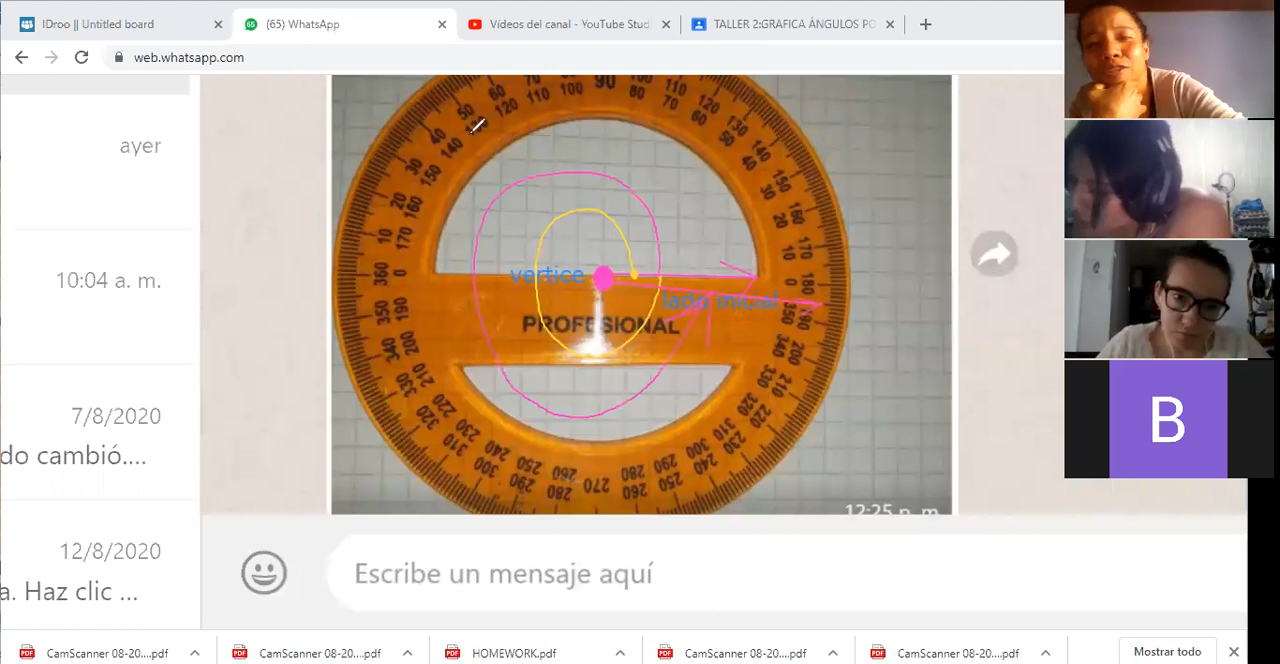 IDroo || Untitled board
(65) WhatsApp
Vídeos del canal - YouTube Stud
TALLER 2:GRAFICA ÁNGULOS PO
web.whatsapp.com
ayer
10:04 a. m.
7/8/2020
do cambió....
12/8/2020
a. Haz clic ...
vertice
lado inicial
PROFESIONAL
12:25 p. m.
B
Escribe un mensaje aquí
CamScanner 08-20....pdf
CamScanner 08-20....pdf
HOMEWORK.pdf
CamScanner 08-20....pdf
CamScanner 08-20....pdf
Mostrar todo